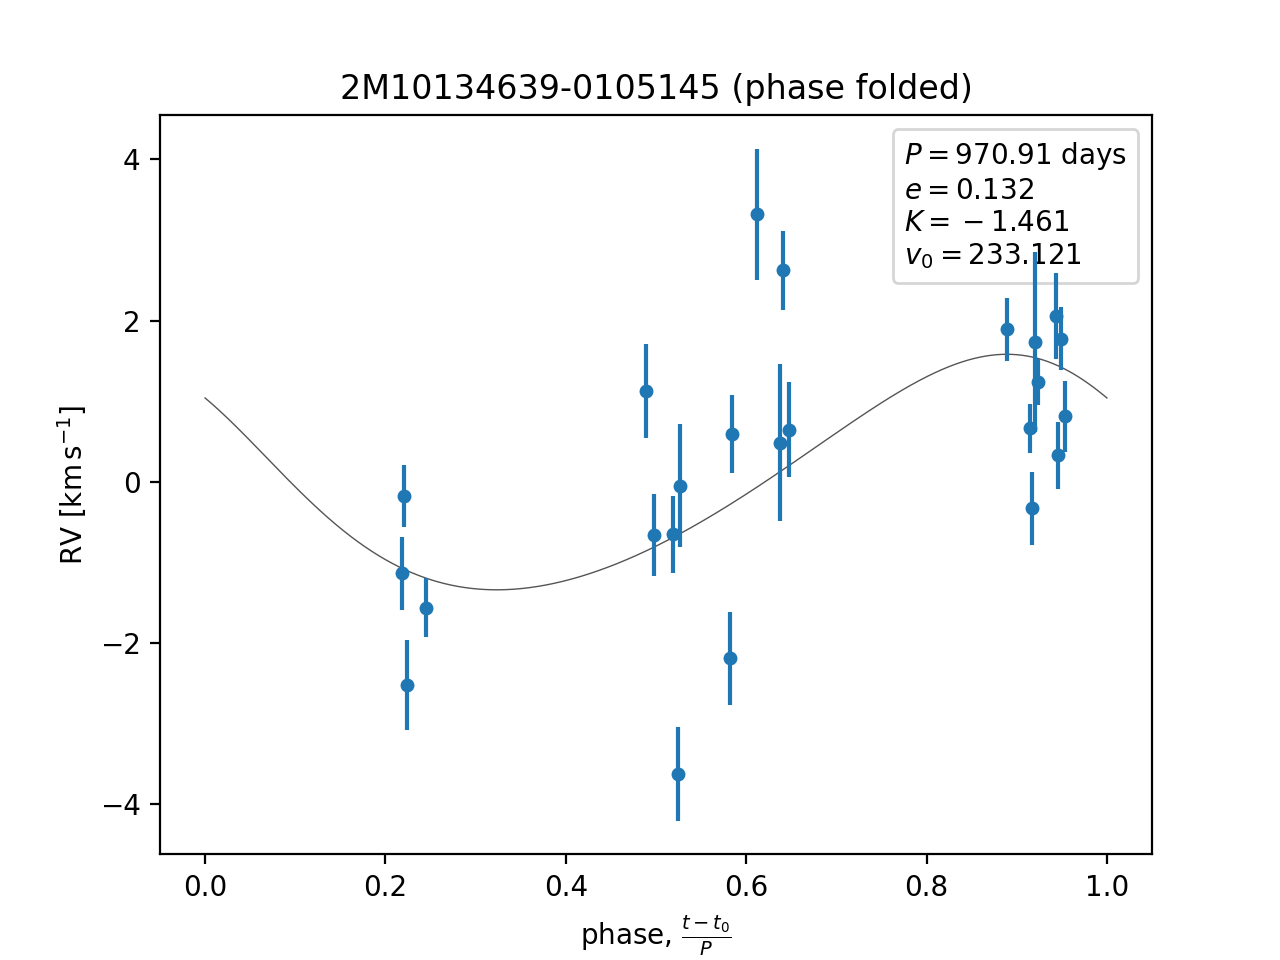 2M10134639-0105145 (phase folded)
P = 970.91 days
e = 0.132
K = −1.461
v₀ = 233.121
4
2
0
−2
−4
RV [km s⁻¹]
0.0 0.2 0.4 0.6 0.8 1.0
phase, (t − t₀)/P